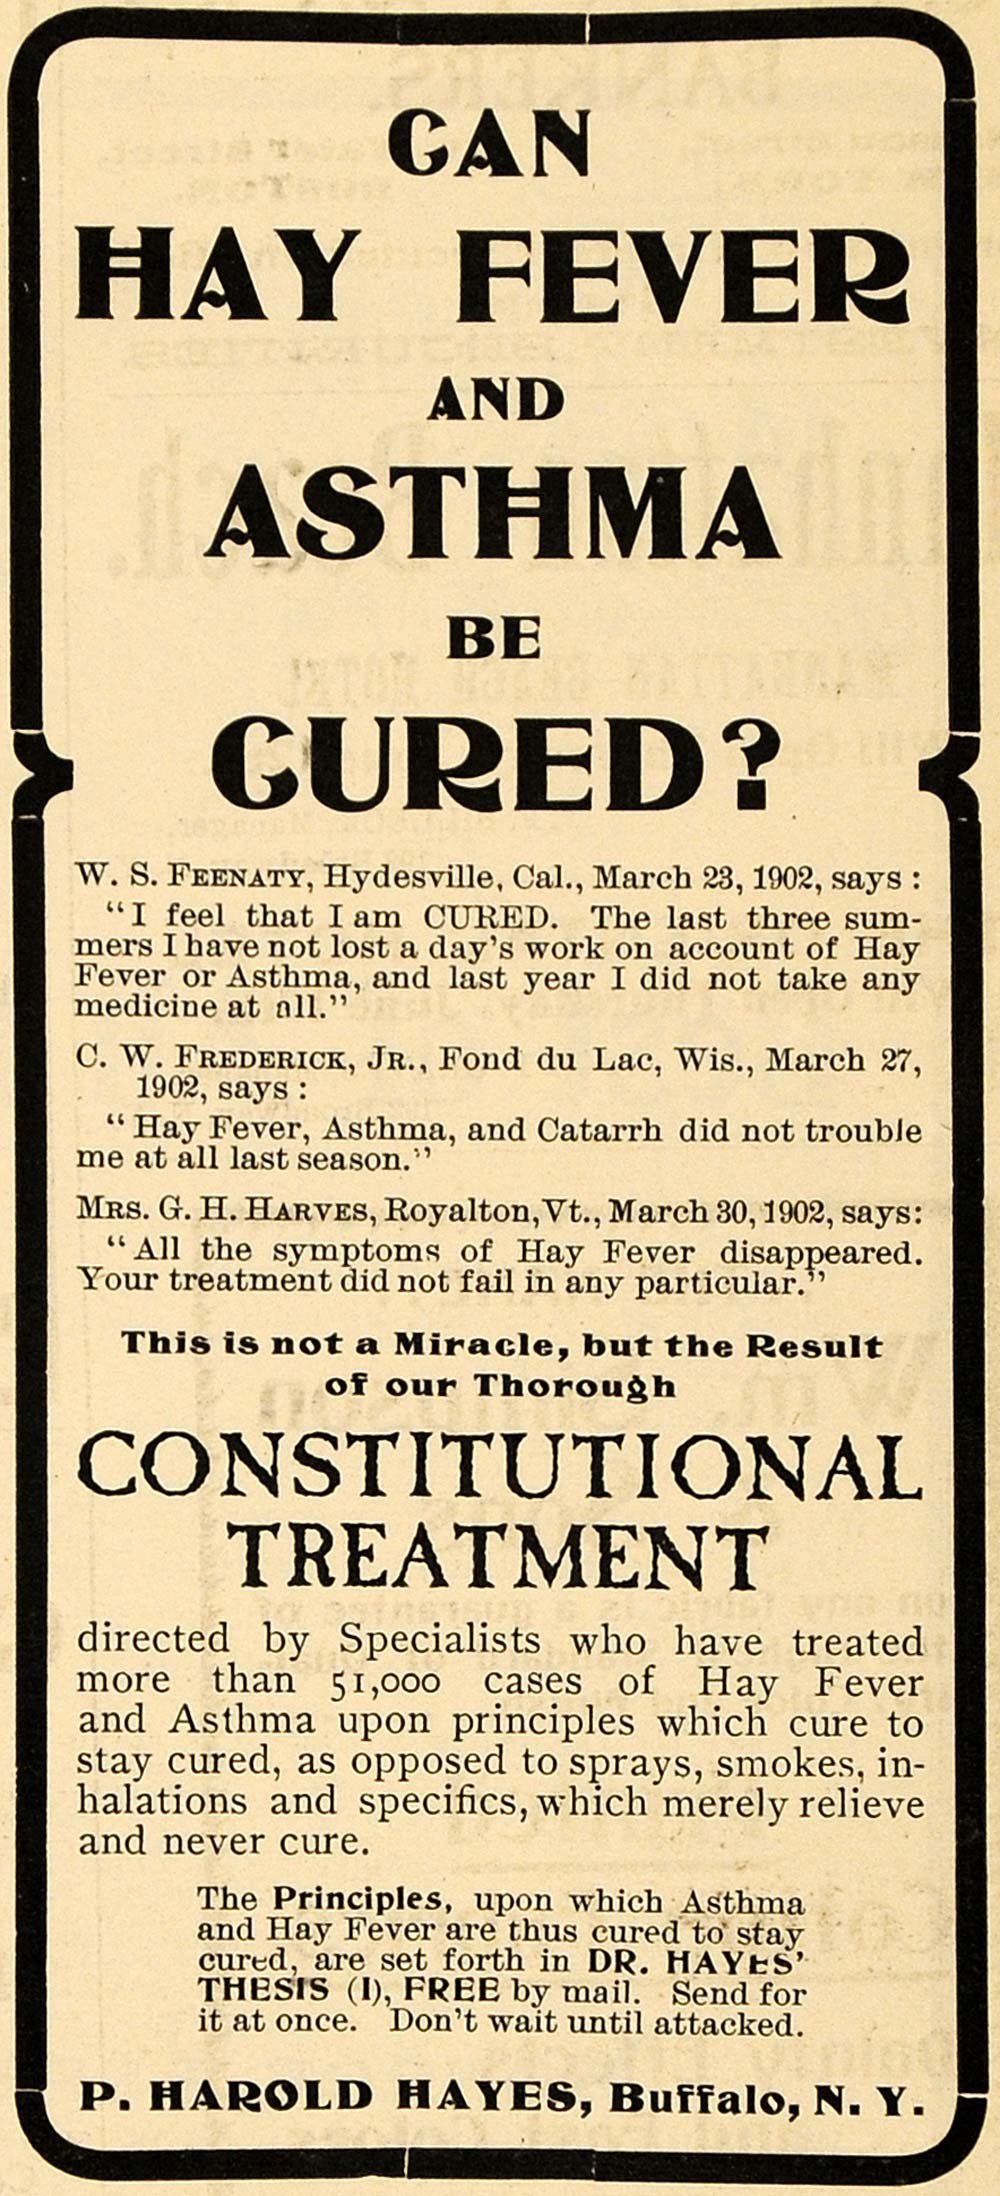 CAN
HAY FEVER
AND
ASTHMA
BE
CURED?
W. S. FEENATY, Hydesville, Cal., March 23, 1902, says :
"I feel that I am CURED. The last three sum-
mers I have not lost a day's work on account of Hay
Fever or Asthma, and last year I did not take any
medicine at all."
C. W. FREDERICK, JR., Fond du Lac, Wis., March 27,
1902, says :
"Hay Fever, Asthma, and Catarrh did not trouble
me at all last season."
MRS. G. H. HARVES, Royalton, Vt., March 30, 1902, says:
"All the symptoms of Hay Fever disappeared.
Your treatment did not fail in any particular."
This is not a Miracle, but the Result
of our Thorough
CONSTITUTIONAL
TREATMENT
directed by Specialists who have treated
more than 51,000 cases of Hay Fever
and Asthma upon principles which cure to
stay cured, as opposed to sprays, smokes, in-
halations and specifics, which merely relieve
and never cure.
The Principles, upon which Asthma
and Hay Fever are thus cured to stay
cured, are set forth in DR. HAYES'
THESIS (I), FREE by mail. Send for
it at once. Don't wait until attacked.
P. HAROLD HAYES, Buffalo, N. Y.